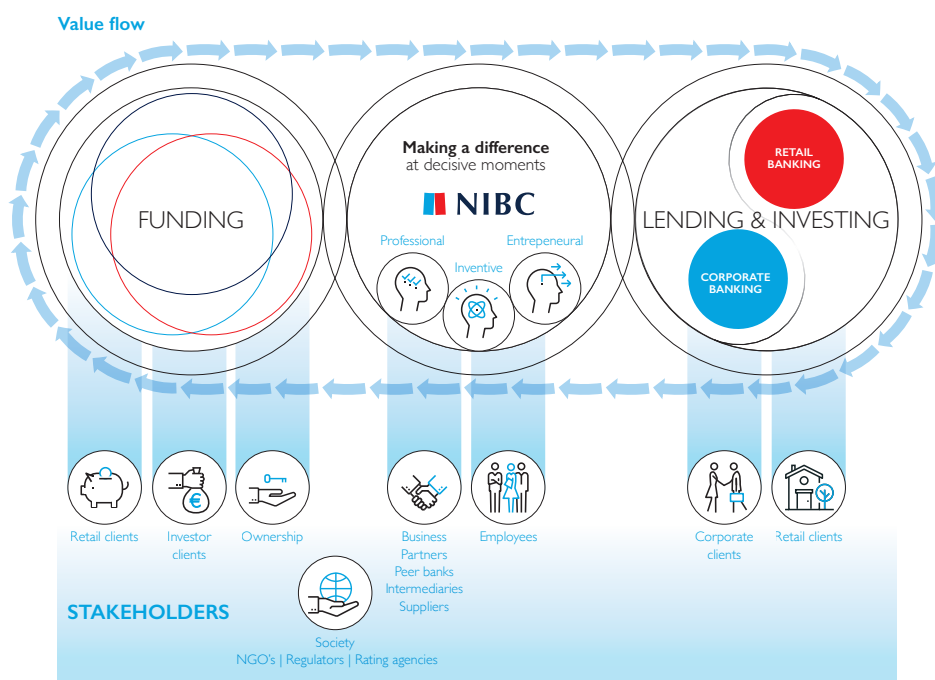 Value flow
Making a difference
at decisive moments
NIBC
FUNDING
LENDING & INVESTING
RETAIL
BANKING
CORPORATE
BANKING
Professional
Inventive
Entrepeneural
Retail clients
Investor
clients
Ownership
Business
Partners
Peer banks
Intermediaries
Suppliers
Employees
Corporate
clients
Retail clients
STAKEHOLDERS
Society
NGO's | Regulators | Rating agencies